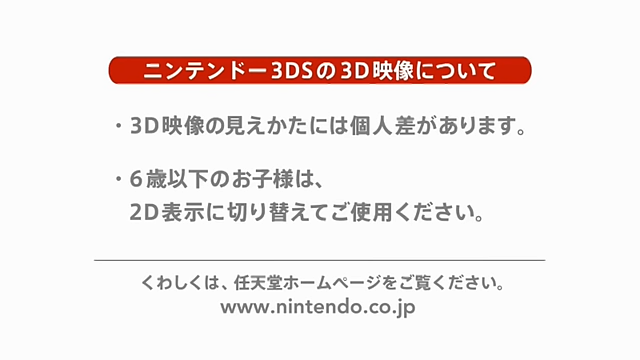 ニンテンドー3DSの3D映像について
・3D映像の見えかたには個人差があります。
・6歳以下のお子様は、
2D表示に切り替えてご使用ください。
くわしくは、任天堂ホームページをご覧ください。
www.nintendo.co.jp